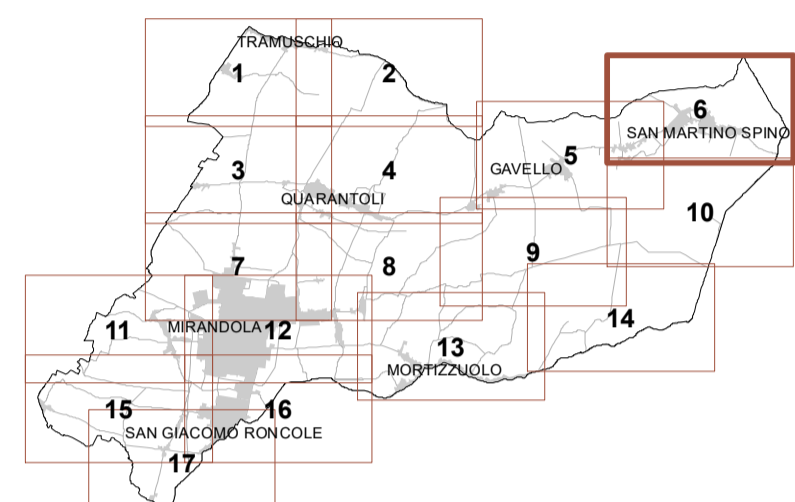 TRAMUSCHIO
1
2
6
SAN MARTINO SPINO
3
4
5
GAVELLO
QUARANTOLI
10
7
8
9
11
MIRANDOLA 12
14
13
MORTIZZUOLO
15
16
SAN GIACOMO RONCOLE
17